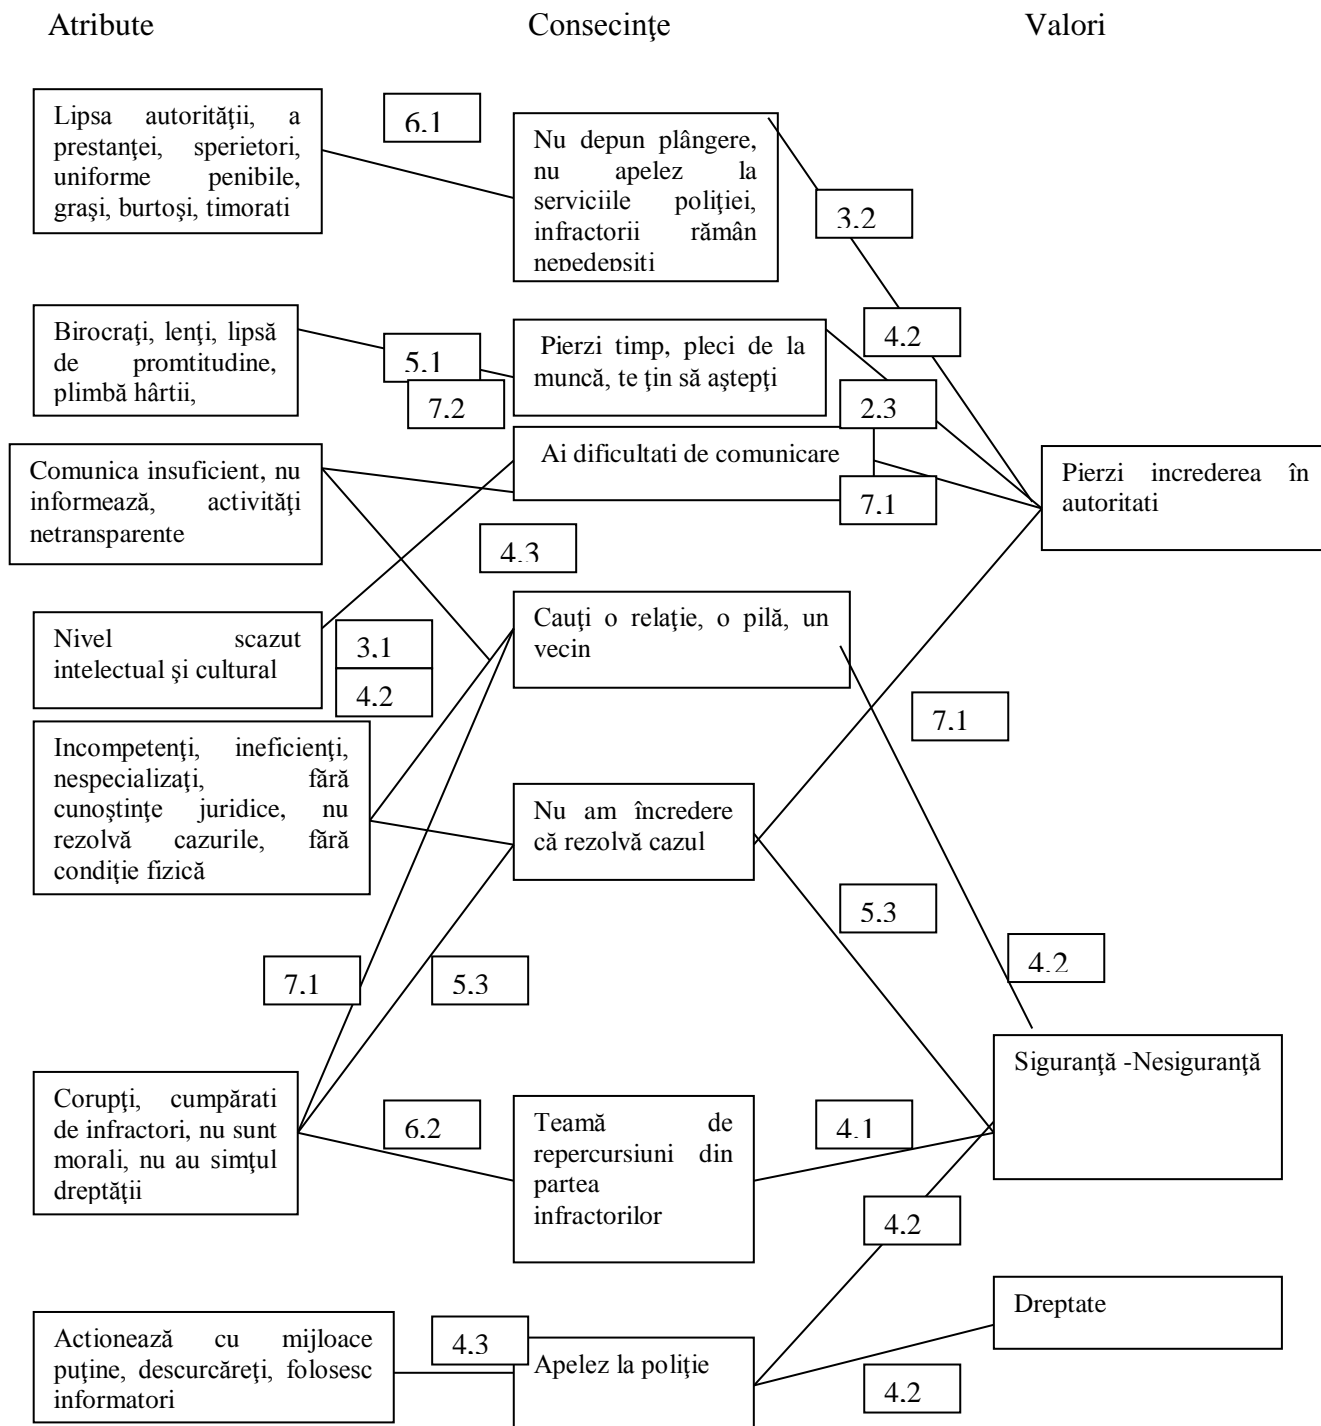 Atribute
Consecinţe
Valori
Lipsa autorităţii, a
prestanţei, sperietori,
uniforme penibile,
graşi, burtoşi, timorati
6.1
Nu depun plângere,
nu apelez la
serviciile poliţiei,
infractorii rămân
nepedepsiti
3.2
4.2
Birocraţi, lenţi, lipsă
de promtitudine,
plimbă hârtii,
5.1
7.2
Pierzi timp, pleci de la
muncă, te ţin să aştepţi
2.3
Comunica insuficient, nu
informează, activităţi
netransparente
Ai dificultati de comunicare
7.1
Pierzi increderea în
autoritati
4.3
Nivel scazut
intelectual şi cultural
3.1
4.2
Cauţi o relaţie, o pilă, un
vecin
7.1
Incompetenţi, ineficienţi,
nespecializaţi, fără
cunoştinţe juridice, nu
rezolvă cazurile, fără
condiţie fizică
Nu am încredere
că rezolvă cazul
5.3
4.2
7.1
5.3
Siguranţă -Nesiguranţă
Corupţi, cumpărati
de infractori, nu sunt
morali, nu au simţul
dreptăţii
6.2
Teamă de
repercursiuni din
partea
infractorilor
4.1
4.2
Dreptate
Actionează cu mijloace
puţine, descurcăreţi, folosesc
informatori
4.3
Apelez la poliţie
4.2